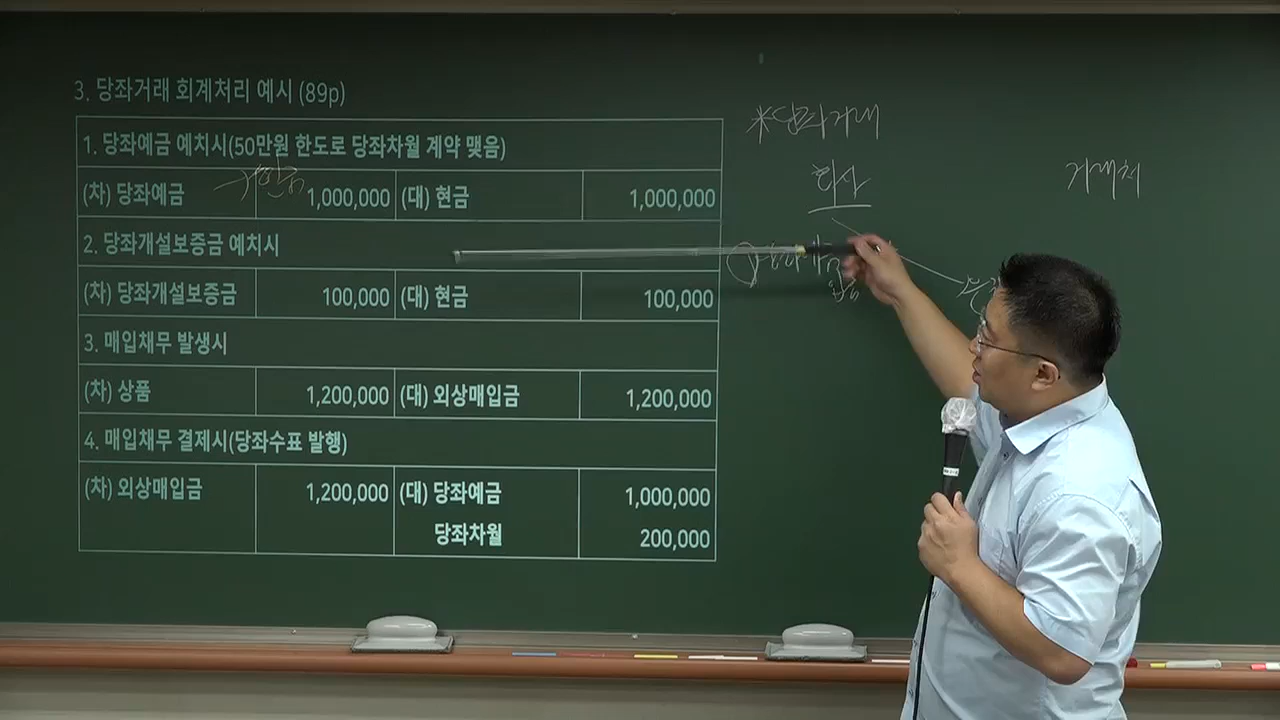 3. 당좌거래 회계처리 예시 (89p)
1. 당좌예금 예치시(50만원 한도로 당좌차월 계약 맺음)
(차) 당좌예금 1,000,000 (대) 현금 1,000,000
2. 당좌개설보증금 예치시
(차) 당좌개설보증금 100,000 (대) 현금 100,000
3. 매입채무 발생시
(차) 상품 1,200,000 (대) 외상매입금 1,200,000
4. 매입채무 결제시(당좌수표 발행)
(차) 외상매입금 1,200,000 (대) 당좌예금 1,000,000
당좌차월 200,000
*당좌거래
회사
거래처